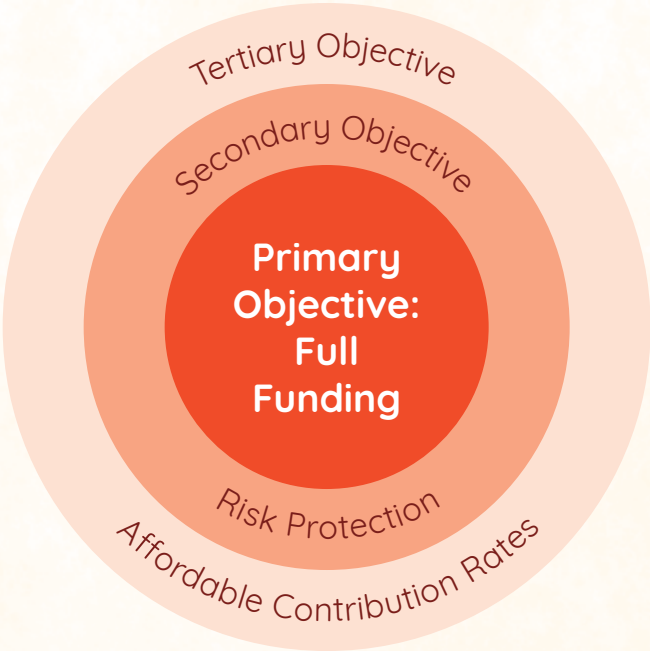 Tertiary Objective
Secondary Objective
Primary
Objective:
Full
Funding
Risk Protection
Affordable Contribution Rates